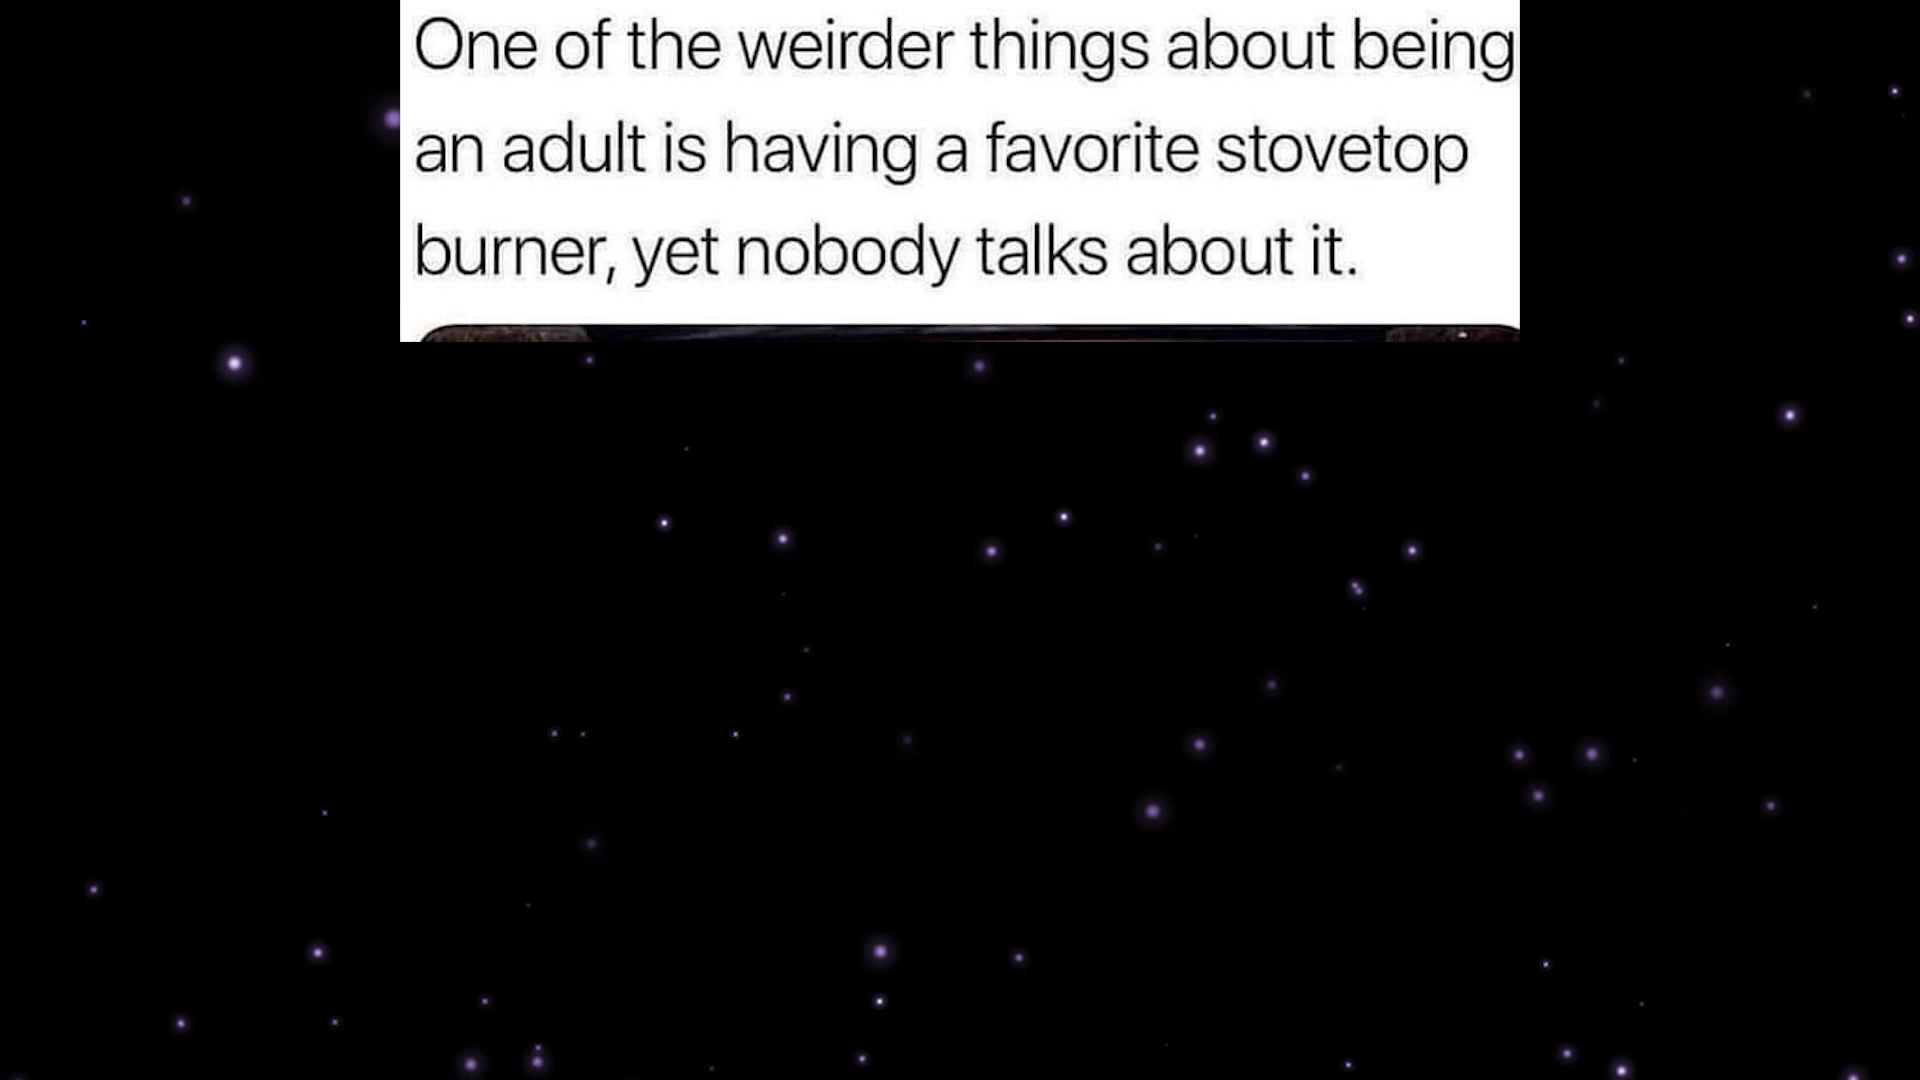 One of the weirder things about being
an adult is having a favorite stovetop
burner, yet nobody talks about it.